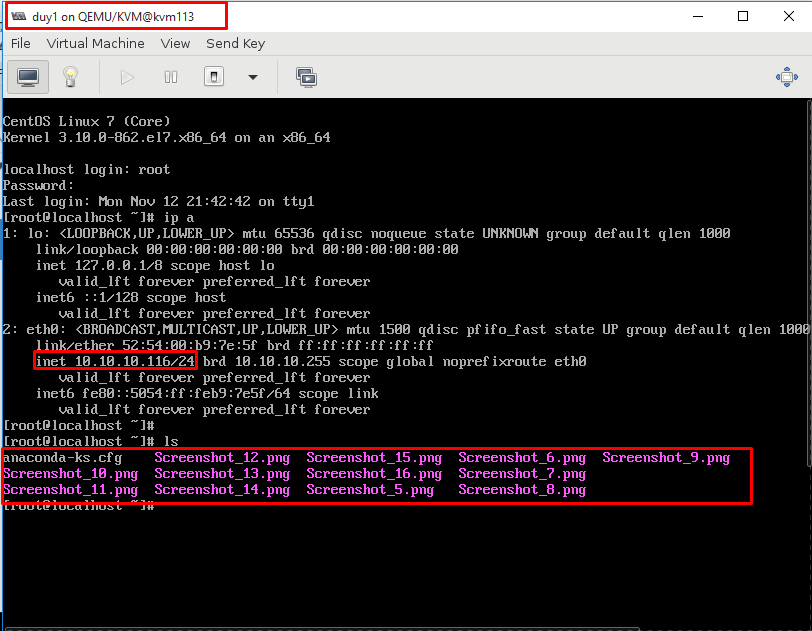 duy1 on QEMU/KVM@kvm113
File Virtual Machine View Send Key
CentOS Linux 7 (Core)
Kernel 3.10.0-862.el7.x86_64 on an x86_64
localhost login: root
Password:
Last login: Mon Nov 12 21:42:42 on tty1
[root@localhost ~]# ip a
1: lo: <LOOPBACK,UP,LOWER_UP> mtu 65536 qdisc noqueue state UNKNOWN group default qlen 1000
link/loopback 00:00:00:00:00:00 brd 00:00:00:00:00:00
inet 127.0.0.1/8 scope host lo
valid_lft forever preferred_lft forever
inet6 ::1/128 scope host
valid_lft forever preferred_lft forever
2: eth0: <BROADCAST,MULTICAST,UP,LOWER_UP> mtu 1500 qdisc pfifo_fast state UP group default qlen 1000
link/ether 52:54:00:b9:7e:5f brd ff:ff:ff:ff:ff:ff
inet 10.10.10.116/24 brd 10.10.10.255 scope global noprefixroute eth0
valid_lft forever preferred_lft forever
inet6 fe80::5054:ff:feb9:7e5f/64 scope link
valid_lft forever preferred_lft forever
[root@localhost ~]#
[root@localhost ~]# ls
anaconda-ks.cfg Screenshot_12.png Screenshot_15.png Screenshot_6.png Screenshot_9.png
Screenshot_10.png Screenshot_13.png Screenshot_16.png Screenshot_7.png
Screenshot_11.png Screenshot_14.png Screenshot_5.png Screenshot_8.png
[root@localhost ~]#